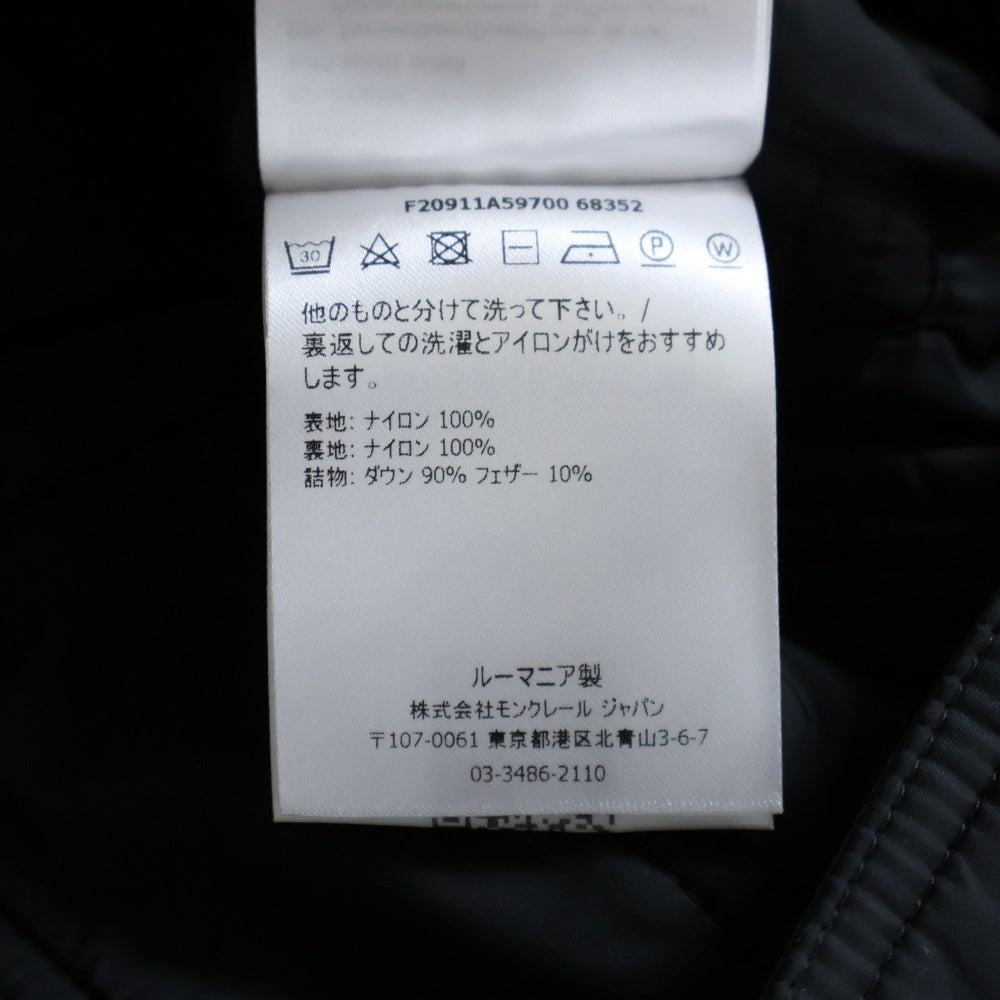 F20911A59700 68352
30 P W
他のものと分けて洗って下さい。/
裏返しての洗濯とアイロンがけをおすすめ
します。
表地: ナイロン 100%
裏地: ナイロン 100%
詰物: ダウン 90% フェザー 10%
ルーマニア製
株式会社モンクレール ジャパン
〒107-0061 東京都港区北青山3-6-7
03-3486-2110